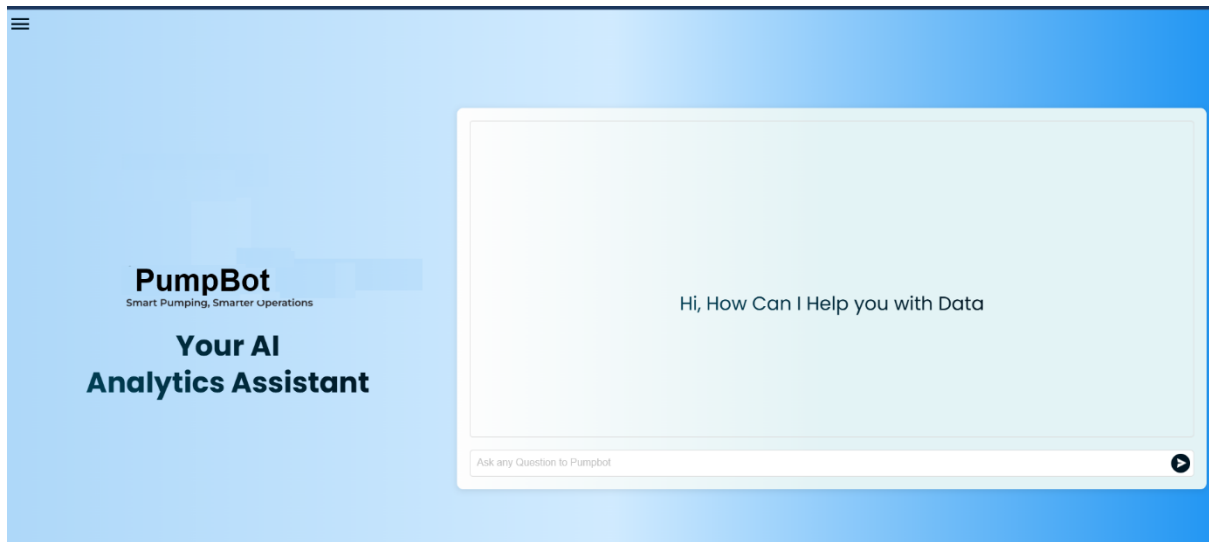 PumpBot
Smart Pumping, Smarter Operations
Your AI
Analytics Assistant
Hi, How Can I Help you with Data
Ask any Question to Pumpbot